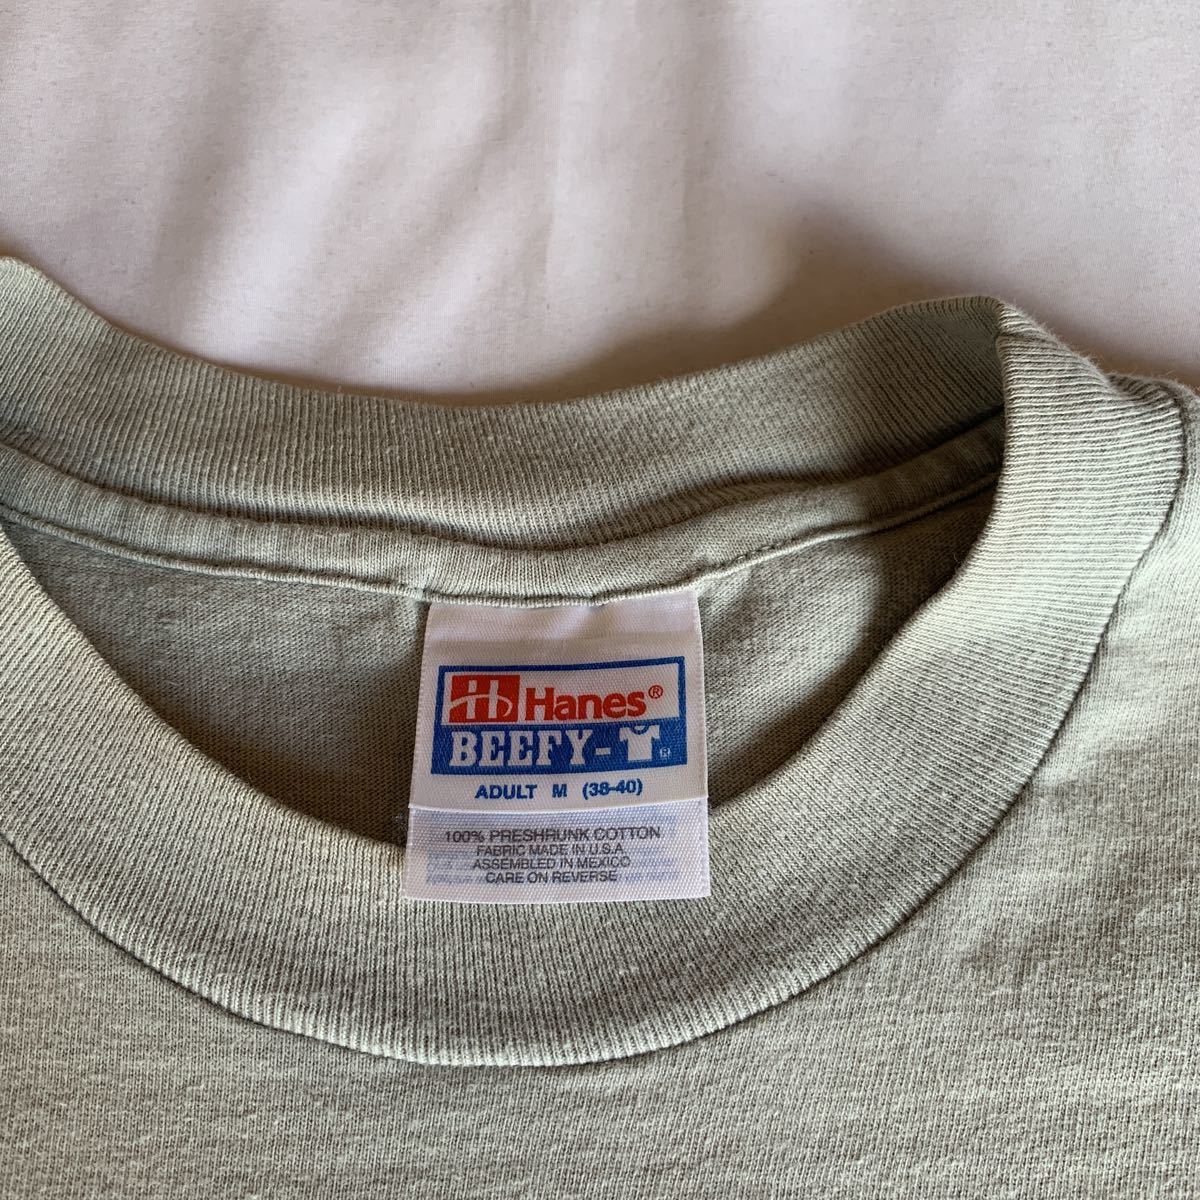 Hanes®
BEEFY-
ADULT M (38-40)
100% PRESHRUNK COTTON
FABRIC MADE IN U.S.A.
ASSEMBLED IN MEXICO
CARE ON REVERSE